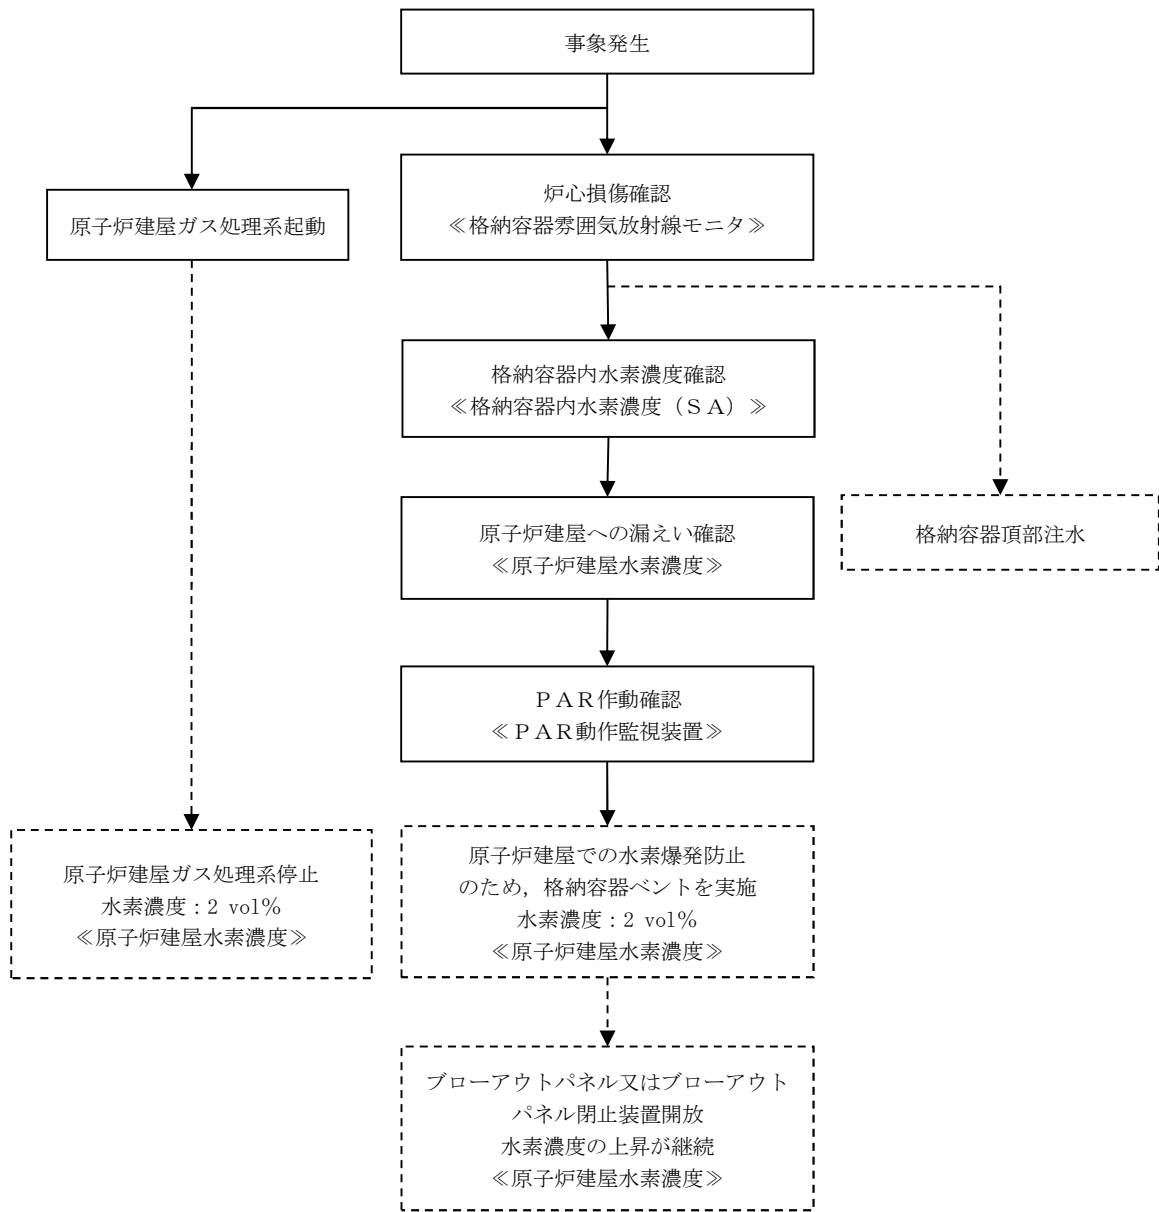 事象発生
原子炉建屋ガス処理系起動
炉心損傷確認
≪格納容器雰囲気放射線モニタ≫
格納容器内水素濃度確認
≪格納容器内水素濃度（ＳＡ）≫
原子炉建屋への漏えい確認
≪原子炉建屋水素濃度≫
格納容器頂部注水
ＰＡＲ作動確認
≪ＰＡＲ動作監視装置≫
原子炉建屋ガス処理系停止
水素濃度：2 vol％
≪原子炉建屋水素濃度≫
原子炉建屋での水素爆発防止
のため，格納容器ベントを実施
水素濃度：2 vol％
≪原子炉建屋水素濃度≫
ブローアウトパネル又はブローアウト
パネル閉止装置開放
水素濃度の上昇が継続
≪原子炉建屋水素濃度≫